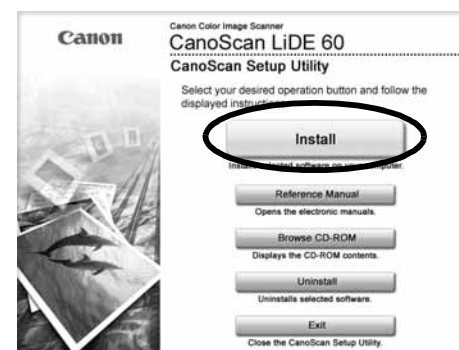 Canon
Canon Color Image Scanner
CanoScan LiDE 60
CanoScan Setup Utility
Select your desired operation button and follow the
displayed instructions.
Install
Installs selected software on your computer.
Reference Manual
Opens the electronic manuals.
Browse CD-ROM
Displays the CD-ROM contents.
Uninstall
Uninstalls selected software.
Exit
Close the CanoScan Setup Utility.